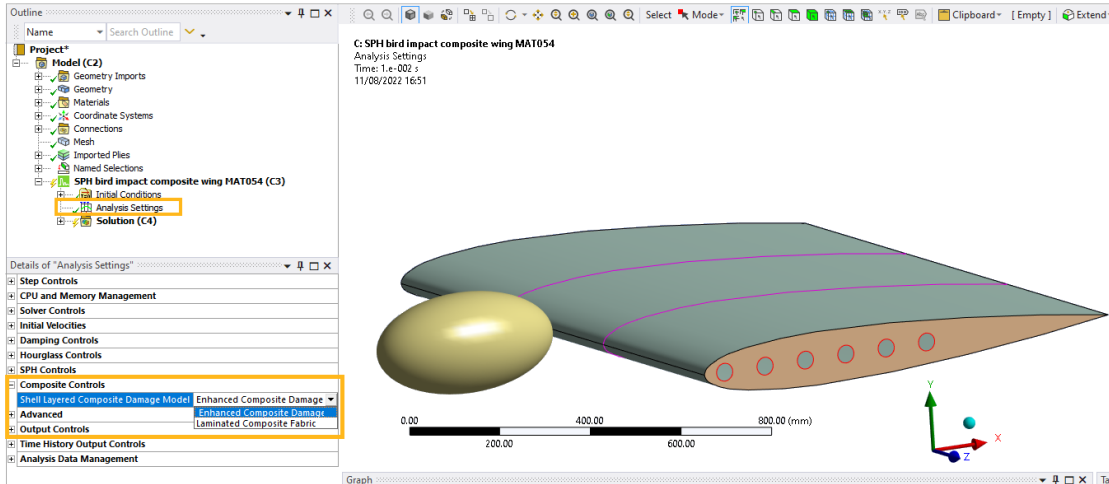 Outline
Name
Search Outline
Project*
Model (C2)
Geometry Imports
Geometry
Materials
Coordinate Systems
Connections
Mesh
Imported Plies
Named Selections
SPH bird impact composite wing MAT054 (C3)
Initial Conditions
Analysis Settings
Solution (C4)
Details of "Analysis Settings"
Step Controls
CPU and Memory Management
Solver Controls
Initial Velocities
Damping Controls
Hourglass Controls
SPH Controls
Composite Controls
Shell Layered Composite Damage Model Enhanced Composite Damage
Enhanced Composite Damage
Laminated Composite Fabric
Advanced
Output Controls
Time History Output Controls
Analysis Data Management
Select Mode Clipboard [Empty] Extend
C: SPH bird impact composite wing MAT054
Analysis Settings
Time: 1.e-002 s
11/08/2022 16:51
0.00 400.00 800.00 (mm)
200.00 600.00
Y
X
Z
Graph
Ta